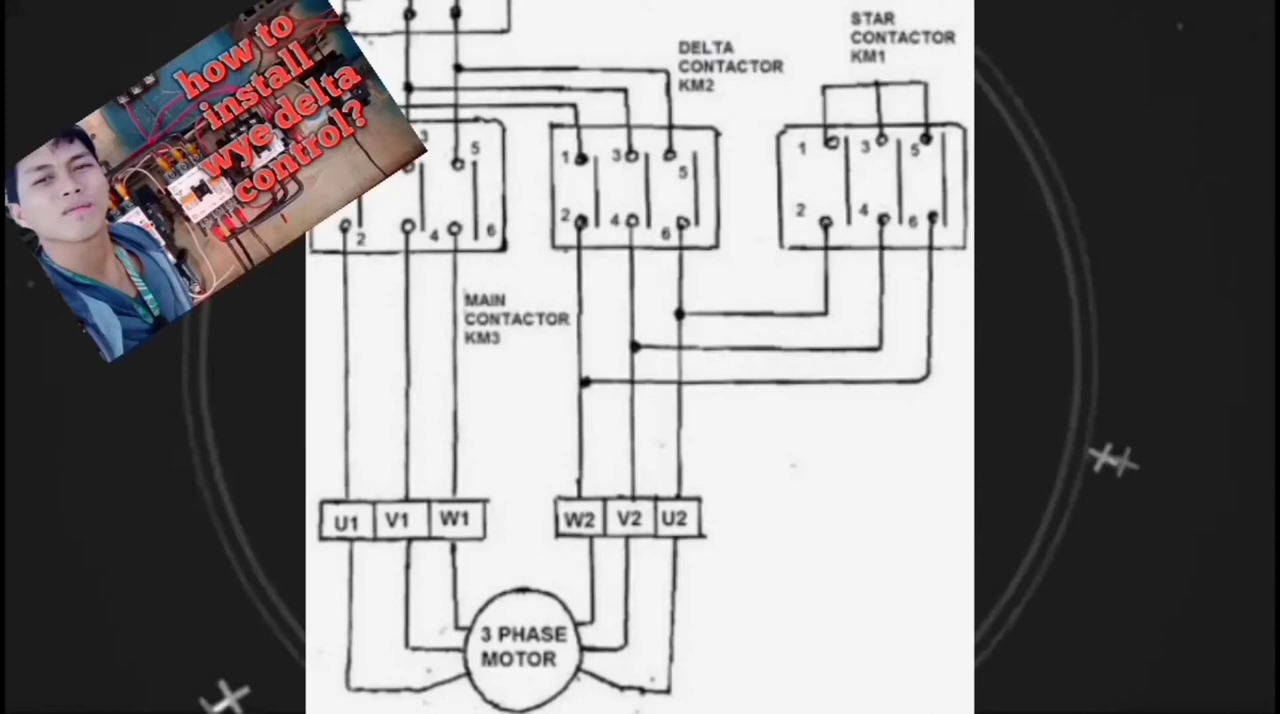 how to
install
wye delta
control?
STAR
CONTACTOR
KM1
DELTA
CONTACTOR
KM2
3
5
2
4
6
1
3
5
2
4
6
1
3
5
2
4
6
MAIN
CONTACTOR
KM3
U1
V1
W1
W2
V2
U2
3 PHASE
MOTOR